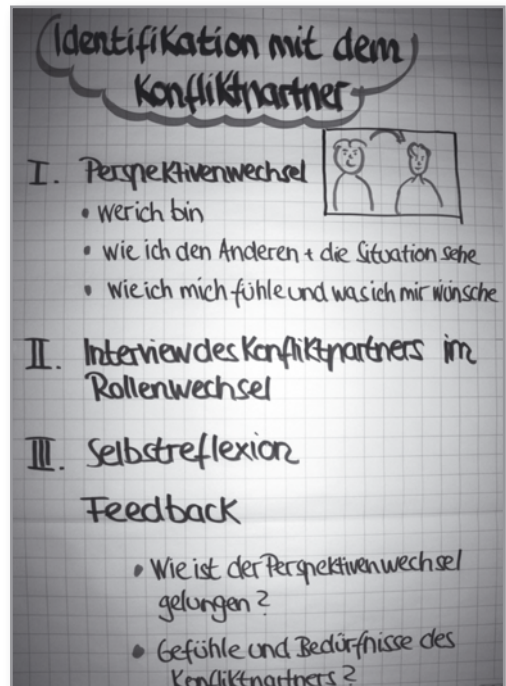 Identifikation mit dem
Konfliktpartner
I. Perspektivenwechsel
• wer ich bin
• wie ich den Anderen + die Situation sehe
• wie ich mich fühle und was ich mir wünsche
II. Interview des Konfliktpartners im
Rollenwechsel
III. Selbstreflexion
Feedback
• Wie ist der Perspektivenwechsel
gelungen?
• Gefühle und Bedürfnisse des
Konfliktpartners?